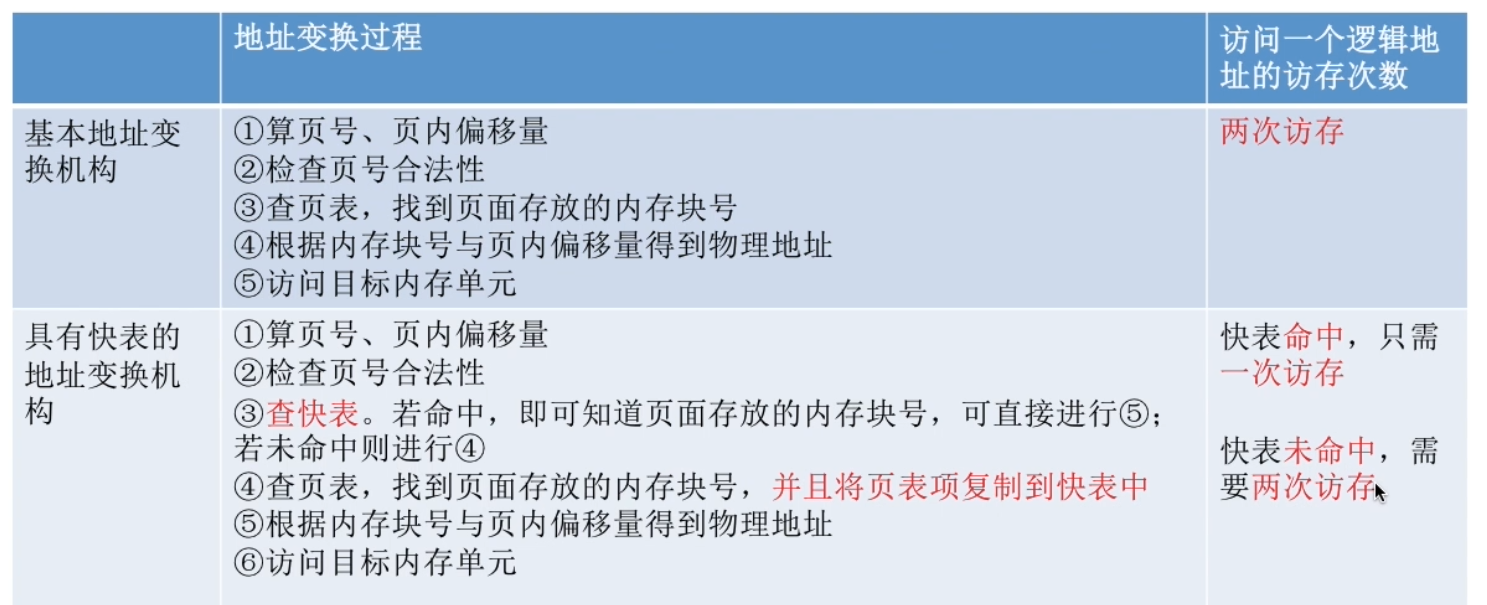 地址变换过程
访问一个逻辑地
址的访存次数
基本地址变
换机构
①算页号、页内偏移量
②检查页号合法性
③查页表，找到页面存放的内存块号
④根据内存块号与页内偏移量得到物理地址
⑤访问目标内存单元
两次访存
具有快表的
地址变换机
构
①算页号、页内偏移量
②检查页号合法性
③查快表。若命中，即可知道页面存放的内存块号，可直接进行⑤；
若未命中则进行④
④查页表，找到页面存放的内存块号，并且将页表项复制到快表中
⑤根据内存块号与页内偏移量得到物理地址
⑥访问目标内存单元
快表命中，只需
一次访存
快表未命中，需
要两次访存